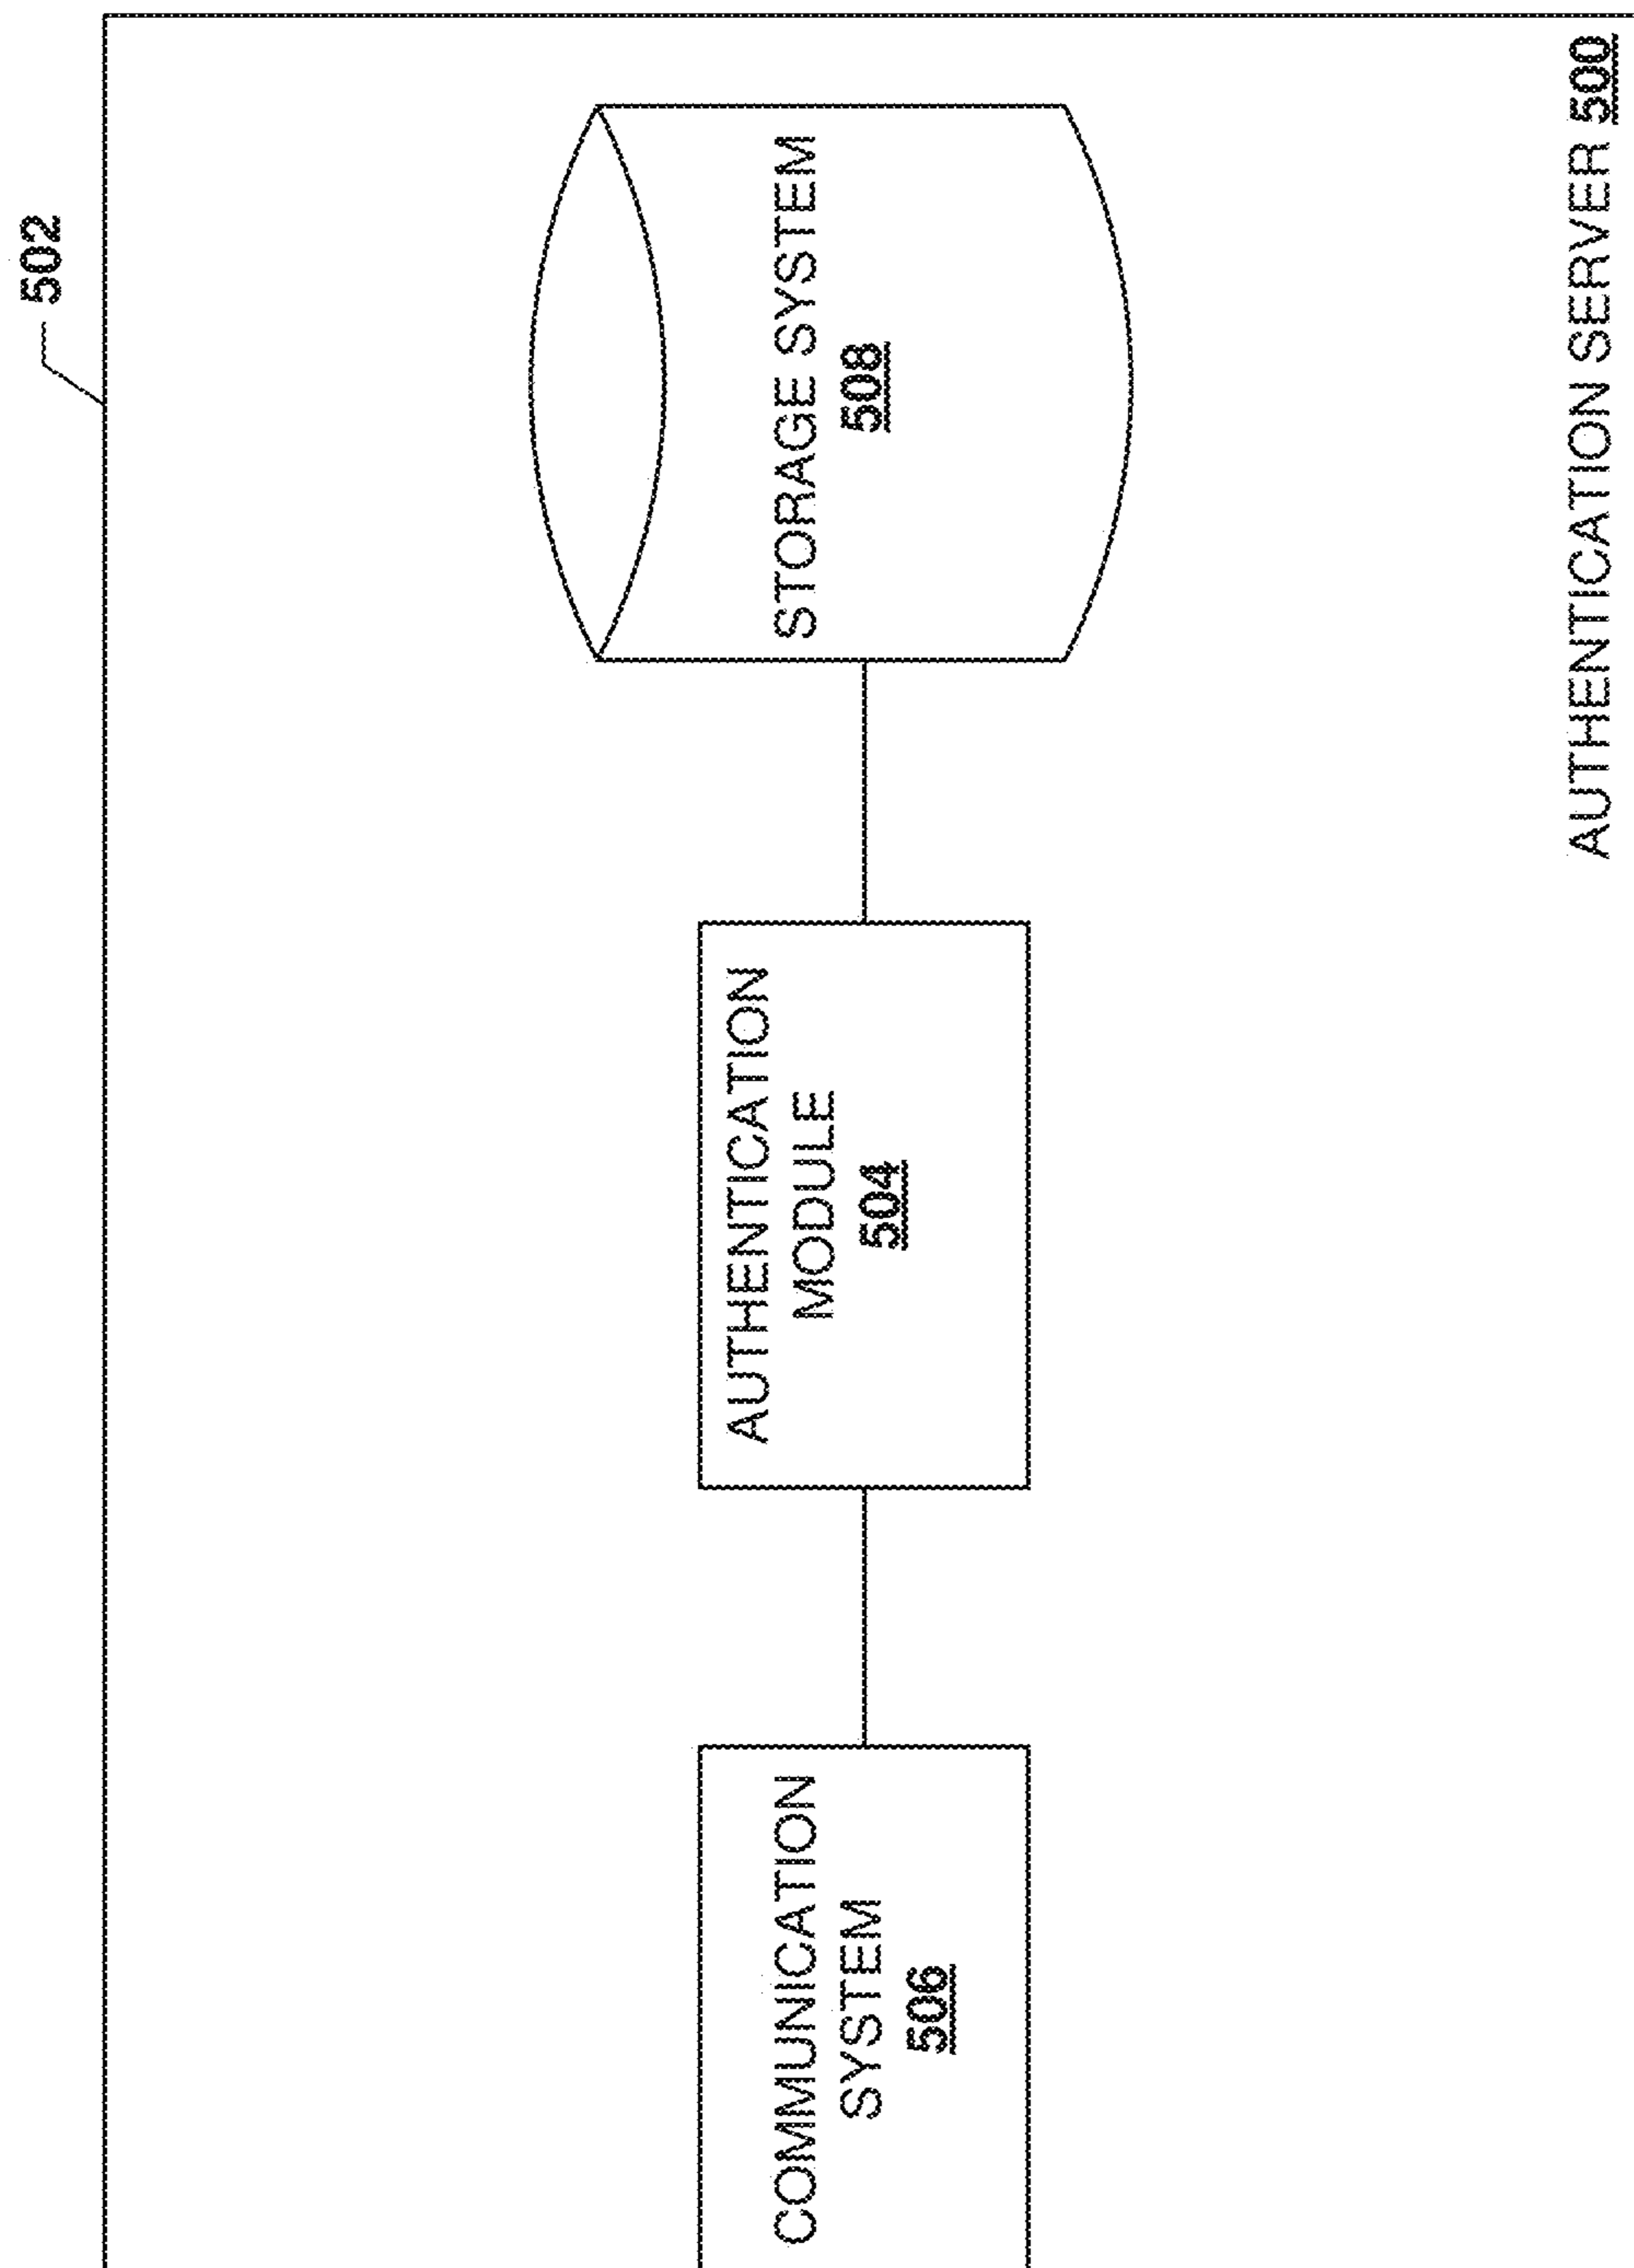 502
COMMUNICATION
SYSTEM
506
AUTHENTICATION
MODULE
504
STORAGE SYSTEM
508
AUTHENTICATION SERVER 500